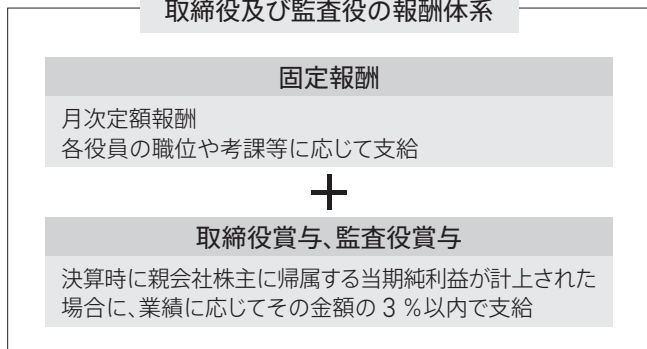 取締役及び監査役の報酬体系
固定報酬
月次定額報酬
各役員の職位や考課等に応じて支給
＋
取締役賞与、監査役賞与
決算時に親会社株主に帰属する当期純利益が計上された
場合に、業績に応じてその金額の 3 %以内で支給